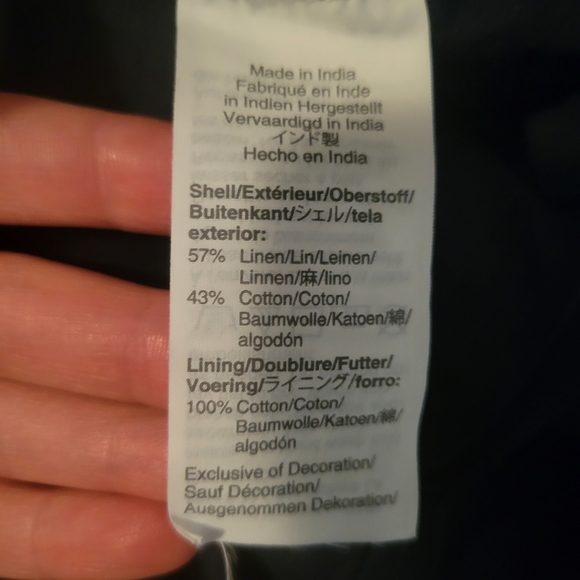 Made in India
Fabriqué en Inde
in Indien Hergestellt
Vervaardigd in India
インド製
Hecho en India
Shell/Extérieur/Oberstoff/
Buitenkant/シェル/tela
exterior:
57% Linen/Lin/Leinen/
Linnen/麻/lino
43% Cotton/Coton/
Baumwolle/Katoen/綿/
algodón
Lining/Doublure/Futter/
Voering/ライニング/forro:
100% Cotton/Coton/
Baumwolle/Katoen/綿/
algodón
Exclusive of Decoration/
Sauf Décoration/
Ausgenommen Dekoration/